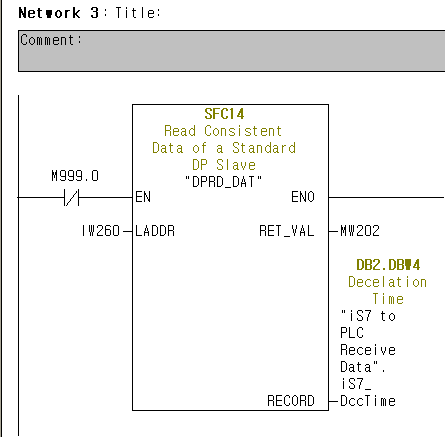 Network 3: Title:
Comment:
SFC14
Read Consistent
Data of a Standard
DP Slave
"DPRD_DAT"
M999.0
EN
ENO
IW260
LADDR
RET_VAL
MW202
DB2.DBW4
Decelation
Time
"iS7 to
PLC
Receive
Data".
iS7_
RECORD
DccTime